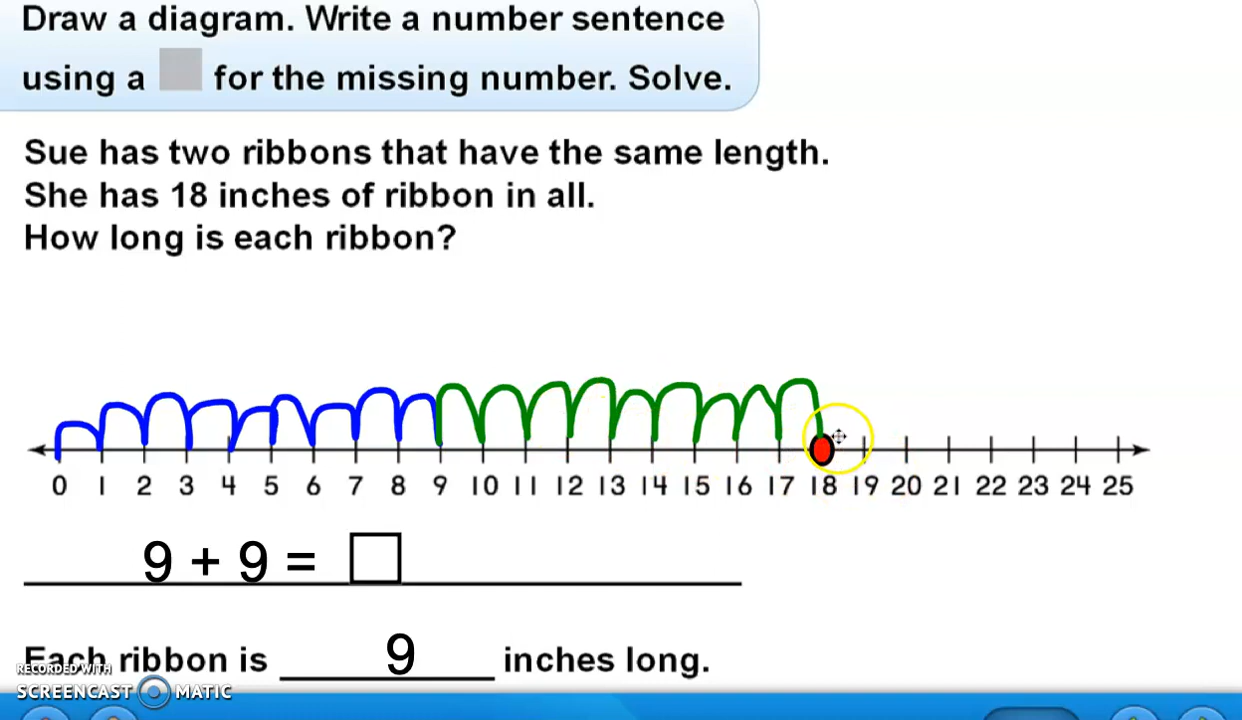 Draw a diagram. Write a number sentence
using a □ for the missing number. Solve.
Sue has two ribbons that have the same length.
She has 18 inches of ribbon in all.
How long is each ribbon?
0 1 2 3 4 5 6 7 8 9 10 11 12 13 14 15 16 17 18 19 20 21 22 23 24 25
9 + 9 = □
Each ribbon is 9 inches long.
RECORDED WITH
SCREENCAST MATIC